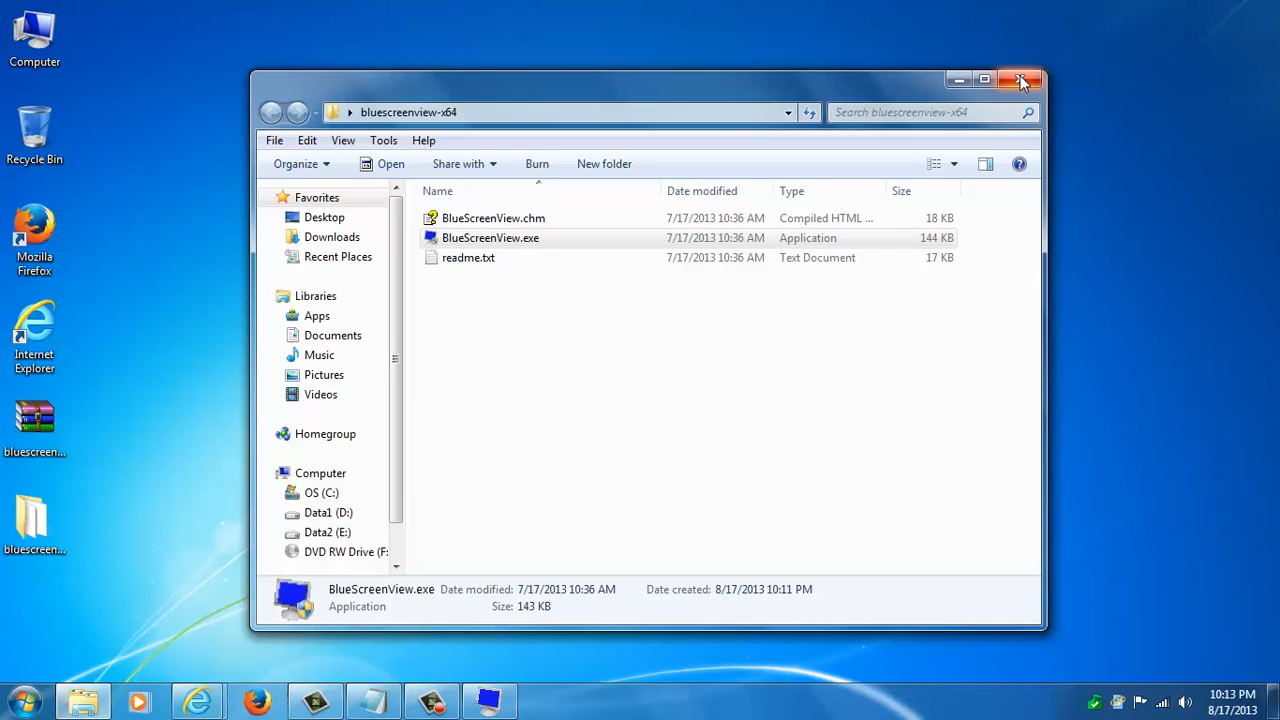 Computer
Recycle Bin
Mozilla
Firefox
Internet
Explorer
bluescreen...
bluescreen...
bluescreenview-x64
Search bluescreenview-x64
File Edit View Tools Help
Organize Open Share with Burn New folder
Favorites
Desktop
Downloads
Recent Places
Libraries
Apps
Documents
Music
Pictures
Videos
Homegroup
Computer
OS (C:)
Data1 (D:)
Data2 (E:)
DVD RW Drive (F:
Name Date modified Type Size
BlueScreenView.chm 7/17/2013 10:36 AM Compiled HTML ... 18 KB
BlueScreenView.exe 7/17/2013 10:36 AM Application 144 KB
readme.txt 7/17/2013 10:36 AM Text Document 17 KB
BlueScreenView.exe Date modified: 7/17/2013 10:36 AM Date created: 8/17/2013 10:11 PM
Application Size: 143 KB
10:13 PM
8/17/2013